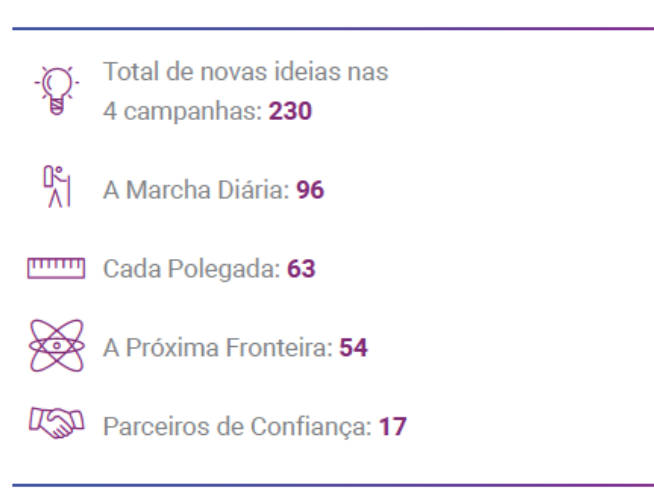 Total de novas ideias nas
4 campanhas: 230
A Marcha Diária: 96
Cada Polegada: 63
A Próxima Fronteira: 54
Parceiros de Confiança: 17